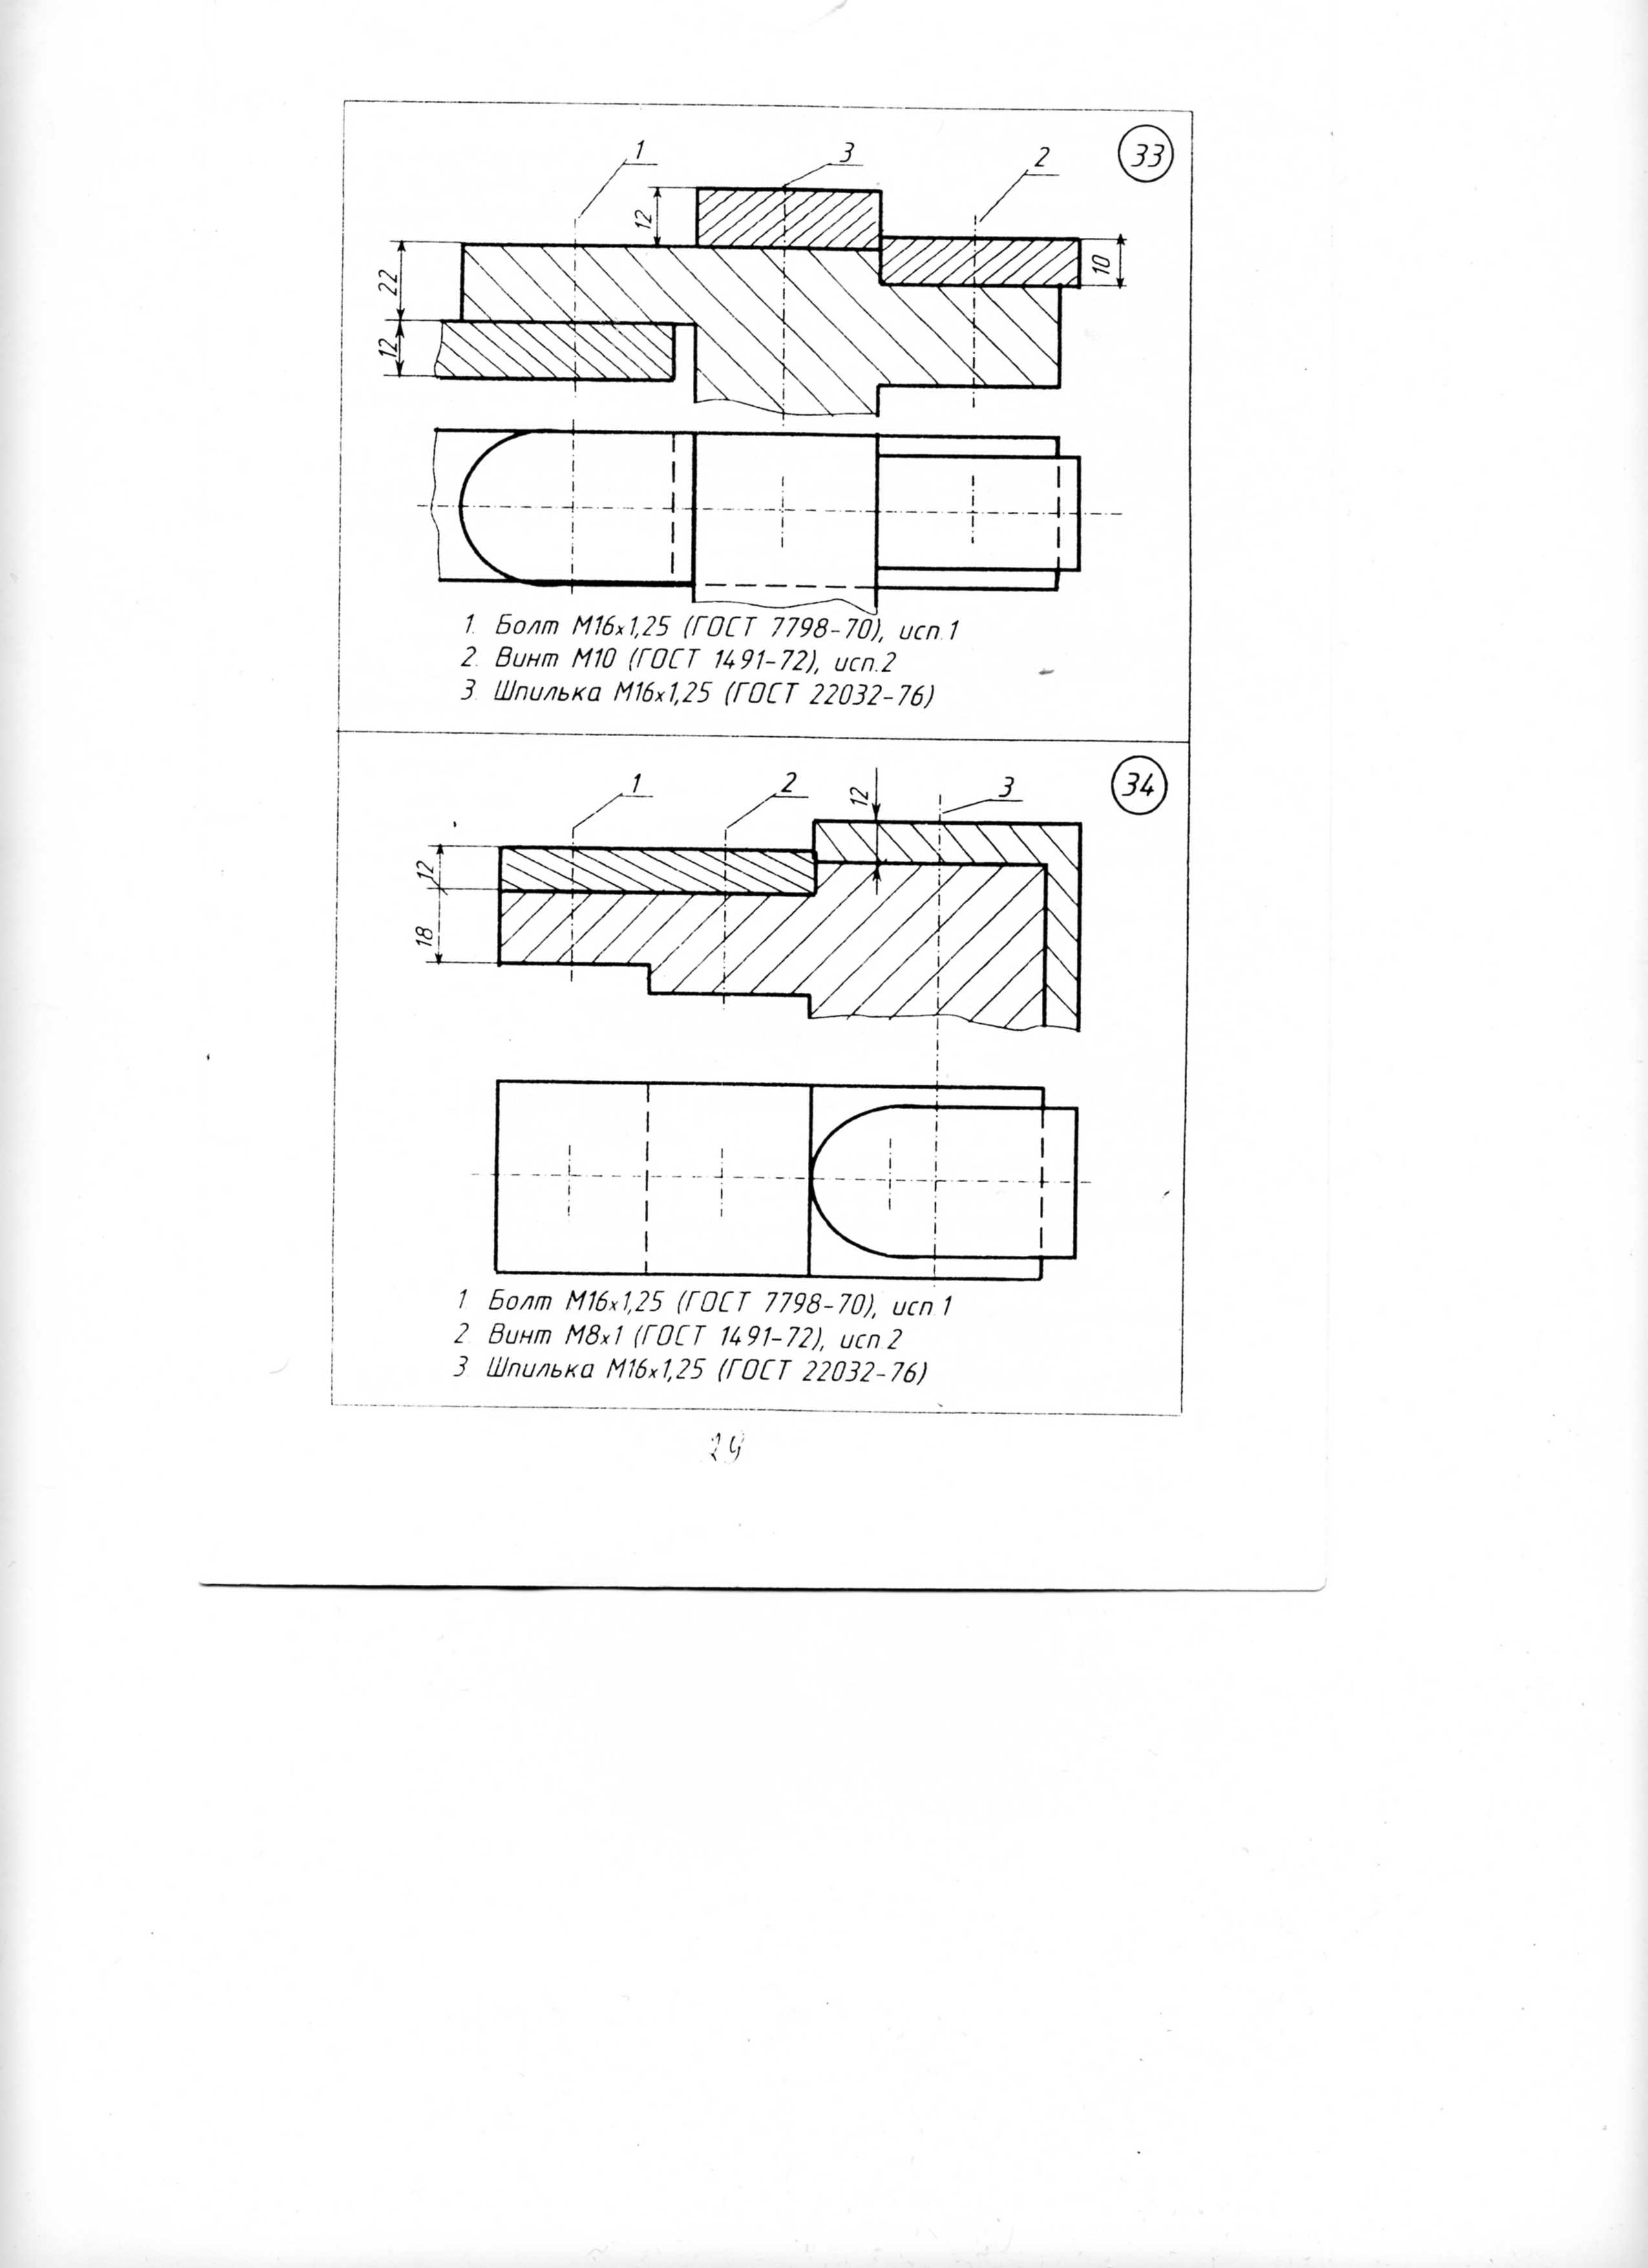 33
1
3
2
12
22
10
12
1. Болт М16х1,25 (ГОСТ 7798-70), исп.1
2. Винт М10 (ГОСТ 1491-72), исп.2
3. Шпилька М16х1,25 (ГОСТ 22032-76)
34
1
2
3
12
12
18
1 Болт М16х1,25 (ГОСТ 7798-70), исп 1
2 Винт М8х1 (ГОСТ 1491-72), исп 2
3 Шпилька М16х1,25 (ГОСТ 22032-76)
29